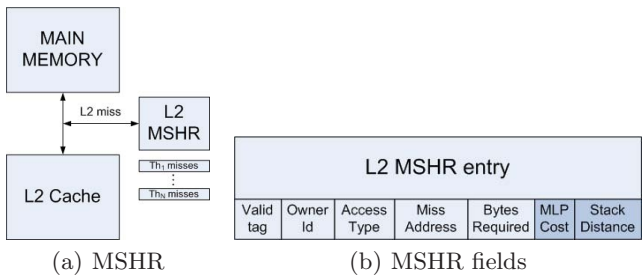 MAIN
MEMORY
L2 miss
L2
MSHR
Th1 misses
⋮
ThN misses
L2 Cache
(a) MSHR
L2 MSHR entry
Valid tag
Owner Id
Access Type
Miss Address
Bytes Required
MLP Cost
Stack Distance
(b) MSHR fields